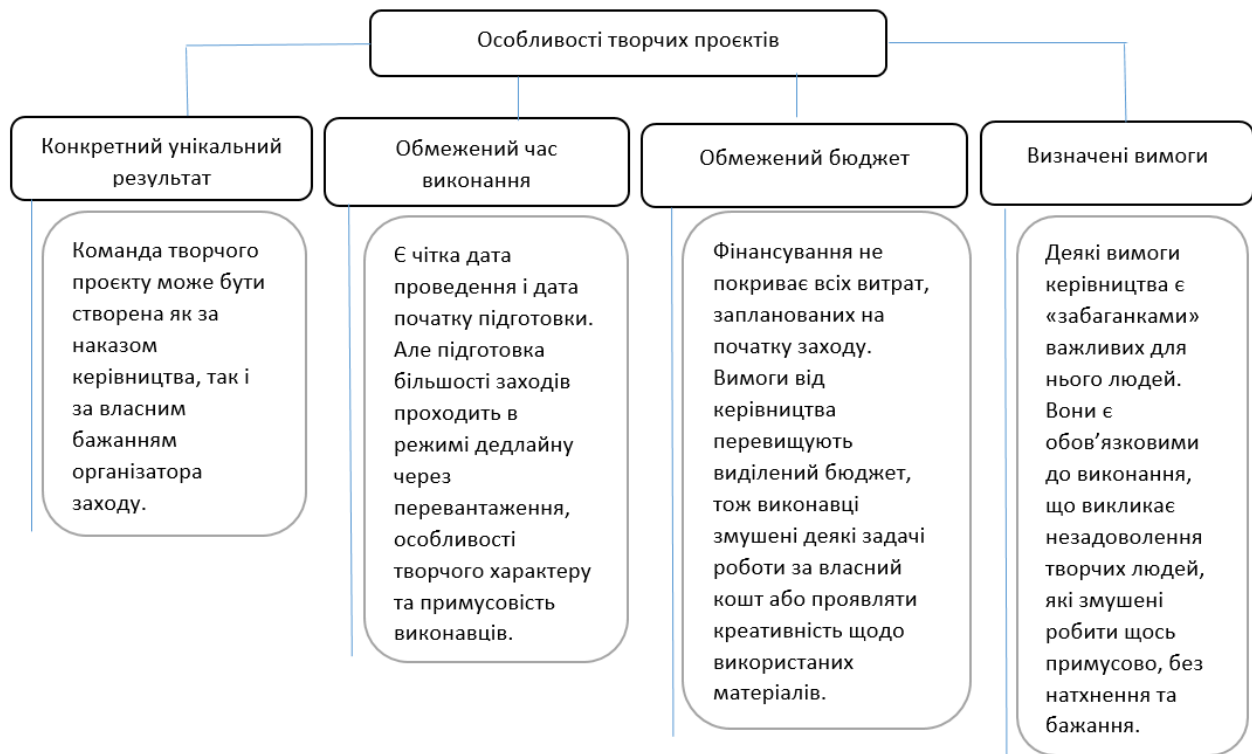 Особливості творчих проєктів
Конкретний унікальний
результат
Обмежений час
виконання
Обмежений бюджет
Визначені вимоги
Команда творчого
проєкту може бути
створена як за
наказом
керівництва, так і
за власним
бажанням
організатора
заходу.
Є чітка дата
проведення і дата
початку підготовки.
Але підготовка
більшості заходів
проходить в
режимі дедлайну
через
перевантаження,
особливості
творчого характеру
та примусовість
виконавців.
Фінансування не
покриває всіх витрат,
запланованих на
початку заходу.
Вимоги від
керівництва
перевищують
виділений бюджет,
тож виконавці
змушені деякі задачі
роботи за власний
кошт або проявляти
креативність щодо
використаних
матеріалів.
Деякі вимоги
керівництва є
«забаганками»
важливих для
нього людей.
Вони є
обов’язковими
до виконання,
що викликає
незадоволення
творчих людей,
які змушені
робити щось
примусово, без
натхнення та
бажання.